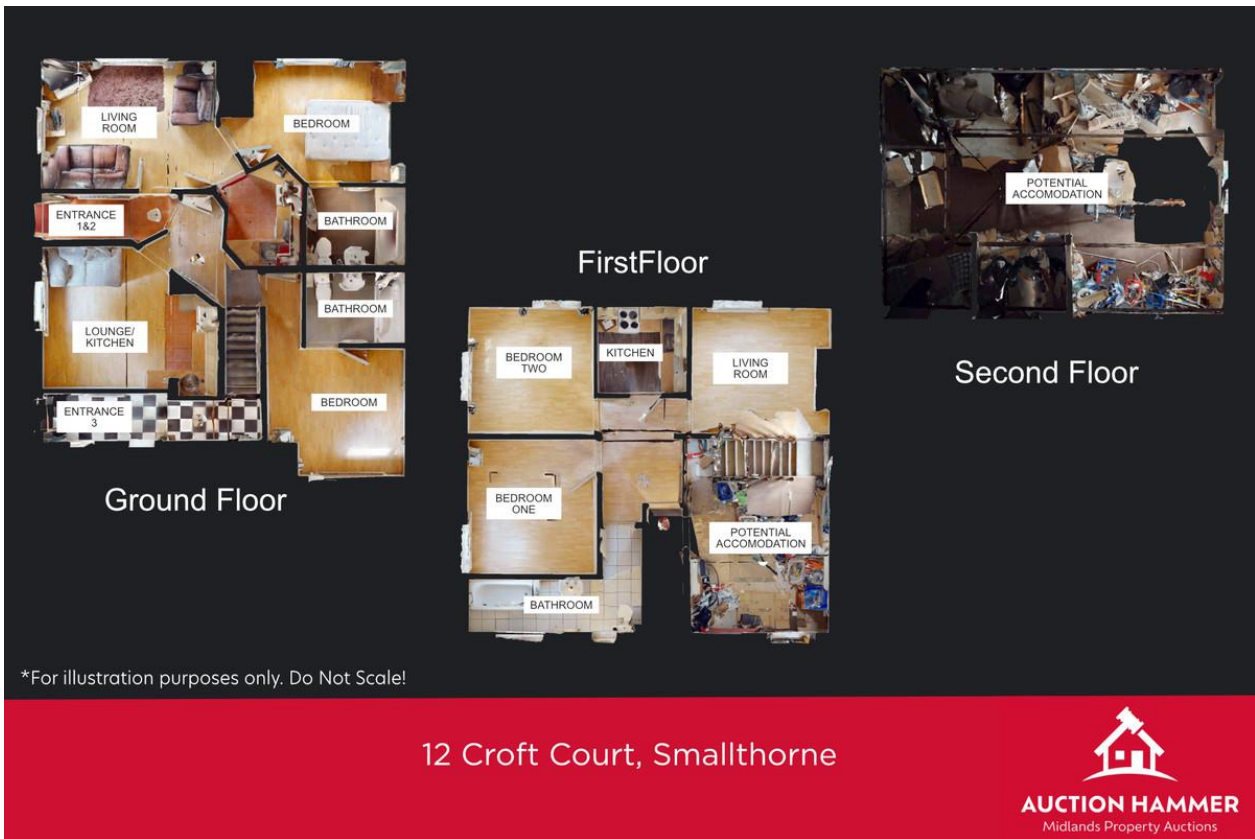 LIVING
ROOM
BEDROOM
ENTRANCE
1&2
BATHROOM
BATHROOM
LOUNGE/
KITCHEN
BEDROOM
ENTRANCE
3
Ground Floor
FirstFloor
BEDROOM
TWO
KITCHEN
LIVING
ROOM
BEDROOM
ONE
POTENTIAL
ACCOMODATION
BATHROOM
POTENTIAL
ACCOMODATION
Second Floor
*For illustration purposes only. Do Not Scale!
12 Croft Court, Smallthorne
AUCTION HAMMER
Midlands Property Auctions